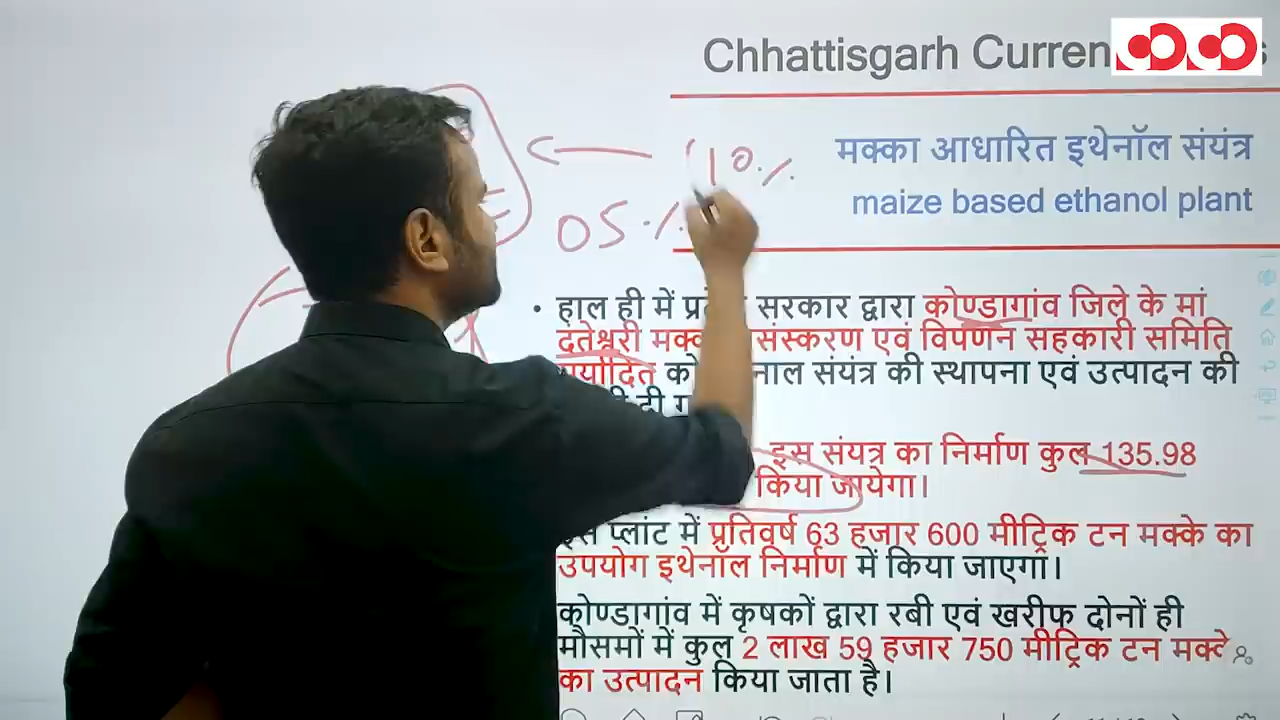 Chhattisgarh Curren
मक्का आधारित इथेनॉल संयंत्र
maize based ethanol plant
10%
05%
• हाल ही में सरकार द्वारा कोण्डागांव जिले के मां
दंतेश्वरी संस्करण एवं विपणन सहकारी समिति
संयंत्र की स्थापना एवं उत्पादन की
दी
इस संयत्र का निर्माण कुल 135.98
किया जायेगा।
प्लांट में प्रतिवर्ष 63 हजार 600 मीट्रिक टन मक्के का
उपयोग इथेनॉल निर्माण में किया जाएगा।
कोण्डागांव में कृषकों द्वारा रबी एवं खरीफ दोनों ही
मौसमों में कुल 2 लाख 59 हजार 750 मीट्रिक टन मक्के
का उत्पादन किया जाता है।